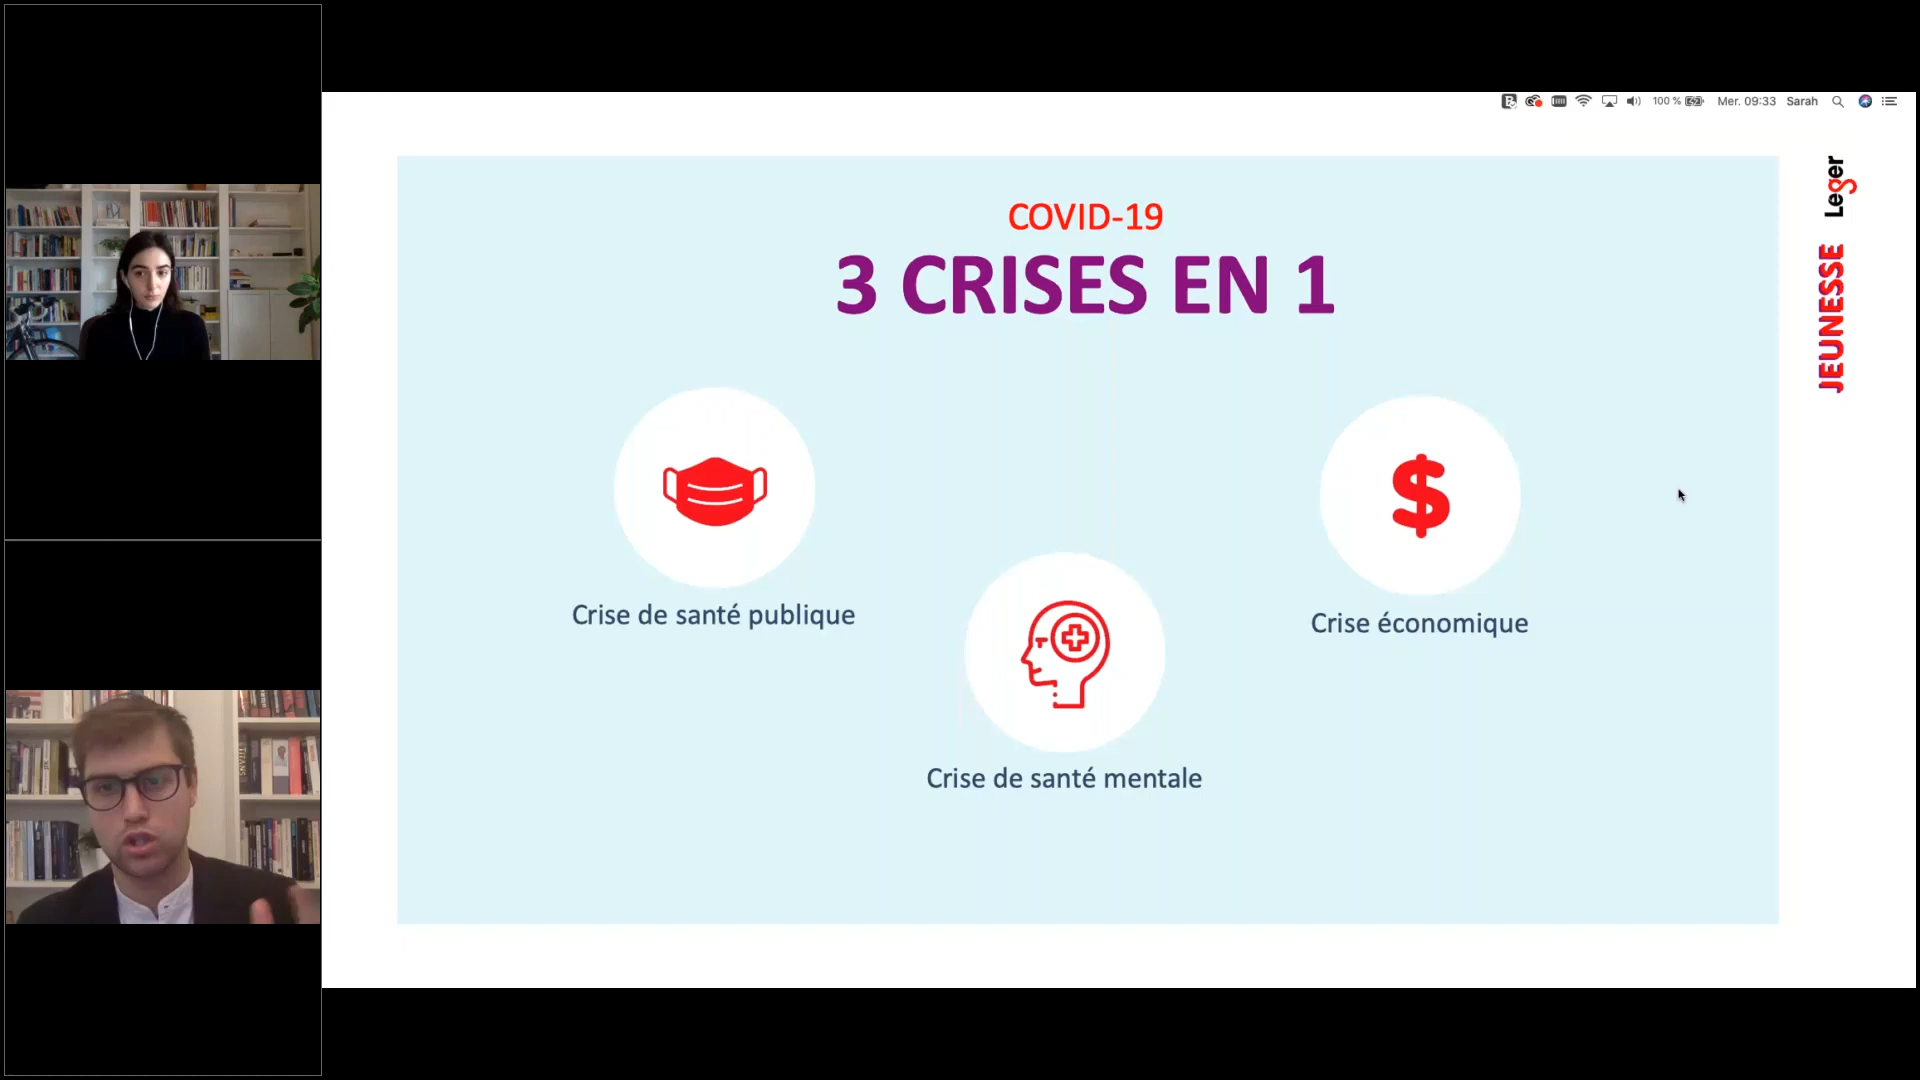 100 % Mer. 09:33 Sarah
Leger
JEUNESSE
COVID-19
3 CRISES EN 1
Crise de santé publique
Crise économique
Crise de santé mentale